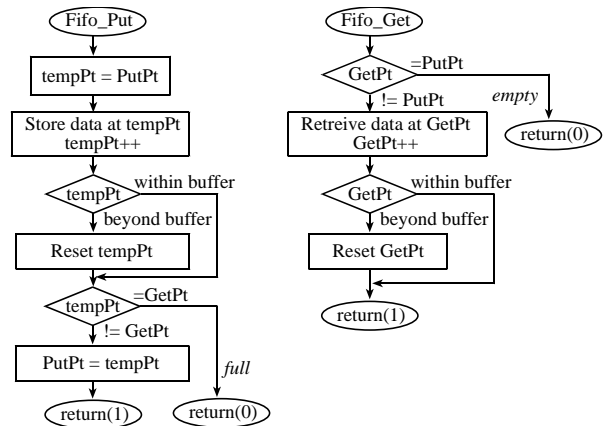 Fifo_Put
tempPt = PutPt
Store data at tempPt
tempPt++
tempPt
within buffer
beyond buffer
Reset tempPt
tempPt
=GetPt
!= GetPt
PutPt = tempPt
full
return(1)
return(0)
Fifo_Get
GetPt
=PutPt
!= PutPt
empty
return(0)
Retreive data at GetPt
GetPt++
GetPt
within buffer
beyond buffer
Reset GetPt
return(1)